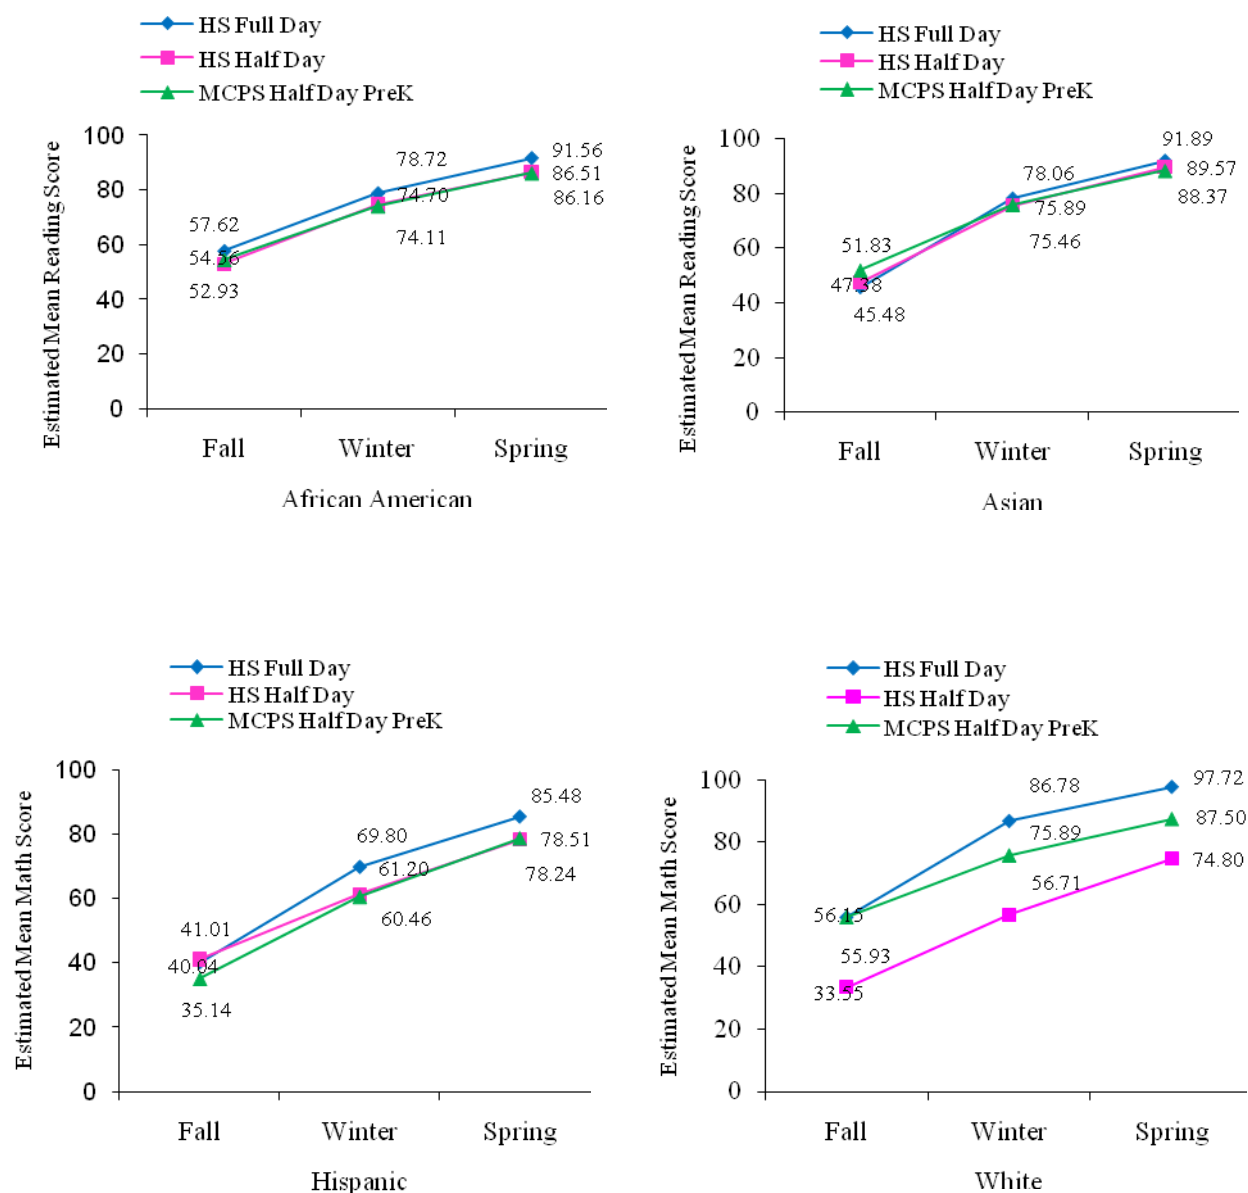 HS Full Day
HS Half Day
MCPS Half Day PreK
Estimated Mean Reading Score
100
80
60
40
20
0
57.62
54.56
52.93
78.72
74.70
74.11
91.56
86.51
86.16
Fall Winter Spring
African American
HS Full Day
HS Half Day
MCPS Half Day PreK
Estimated Mean Reading Score
100
80
60
40
20
0
51.83
47.38
45.48
78.06
75.89
75.46
91.89
89.57
88.37
Fall Winter Spring
Asian
HS Full Day
HS Half Day
MCPS Half Day PreK
Estimated Mean Math Score
100
80
60
40
20
0
41.01
40.04
35.14
69.80
61.20
60.46
85.48
78.51
78.24
Fall Winter Spring
Hispanic
HS Full Day
HS Half Day
MCPS Half Day PreK
Estimated Mean Math Score
100
80
60
40
20
0
56.15
55.93
33.55
86.78
75.89
56.71
97.72
87.50
74.80
Fall Winter Spring
White